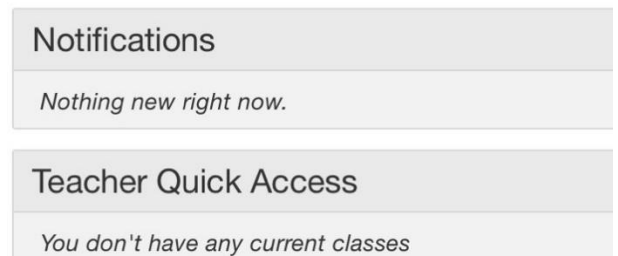 Notifications
Nothing new right now.
Teacher Quick Access
You don't have any current classes